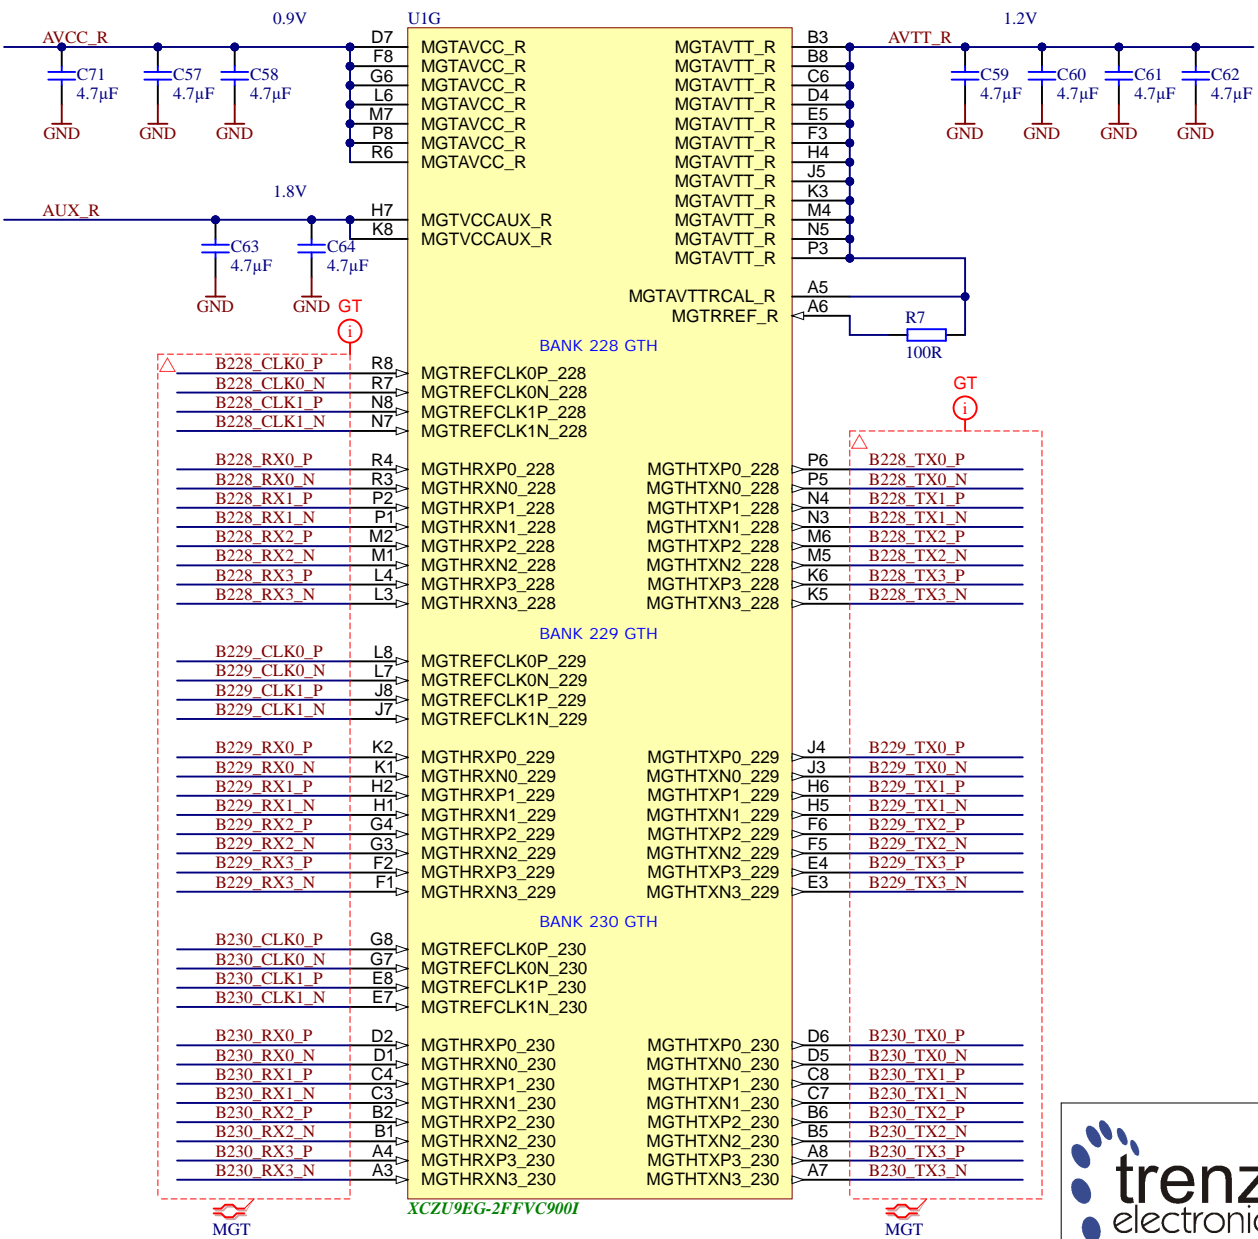 0.9V U1G 1.2V
AVCC_R D7 MGTAVCC_R MGTAVTT_R B3 AVTT_R
F8 MGTAVCC_R MGTAVTT_R B8
C71 C57 C58 G6 MGTAVCC_R MGTAVTT_R C6 C59 C60 C61 C62
4.7µF 4.7µF 4.7µF L6 MGTAVCC_R MGTAVTT_R D4 4.7µF 4.7µF 4.7µF 4.7µF
M7 MGTAVCC_R MGTAVTT_R E5
GND GND GND P8 MGTAVCC_R MGTAVTT_R F3 GND GND GND GND
R6 MGTAVCC_R MGTAVTT_R H4
MGTAVTT_R J5
1.8V MGTAVTT_R K3
AUX_R H7 MGTVCCAUX_R MGTAVTT_R M4
K8 MGTVCCAUX_R MGTAVTT_R N5
C63 C64 MGTAVTT_R P3
4.7µF 4.7µF
MGTAVTTRCAL_R A5
GND GND GT MGTRREF_R A6
i R7
BANK 228 GTH 100R
B228_CLK0_P R8 MGTREFCLK0P_228
B228_CLK0_N R7 MGTREFCLK0N_228 GT
B228_CLK1_P N8 MGTREFCLK1P_228 i
B228_CLK1_N N7 MGTREFCLK1N_228
B228_RX0_P R4 MGTHRXP0_228 MGTHTXP0_228 P6 B228_TX0_P
B228_RX0_N R3 MGTHRXN0_228 MGTHTXN0_228 P5 B228_TX0_N
B228_RX1_P P2 MGTHRXP1_228 MGTHTXP1_228 N4 B228_TX1_P
B228_RX1_N P1 MGTHRXN1_228 MGTHTXN1_228 N3 B228_TX1_N
B228_RX2_P M2 MGTHRXP2_228 MGTHTXP2_228 M6 B228_TX2_P
B228_RX2_N M1 MGTHRXN2_228 MGTHTXN2_228 M5 B228_TX2_N
B228_RX3_P L4 MGTHRXP3_228 MGTHTXP3_228 K6 B228_TX3_P
B228_RX3_N L3 MGTHRXN3_228 MGTHTXN3_228 K5 B228_TX3_N
BANK 229 GTH
B229_CLK0_P L8 MGTREFCLK0P_229
B229_CLK0_N L7 MGTREFCLK0N_229
B229_CLK1_P J8 MGTREFCLK1P_229
B229_CLK1_N J7 MGTREFCLK1N_229
B229_RX0_P K2 MGTHRXP0_229 MGTHTXP0_229 J4 B229_TX0_P
B229_RX0_N K1 MGTHRXN0_229 MGTHTXN0_229 J3 B229_TX0_N
B229_RX1_P H2 MGTHRXP1_229 MGTHTXP1_229 H6 B229_TX1_P
B229_RX1_N H1 MGTHRXN1_229 MGTHTXN1_229 H5 B229_TX1_N
B229_RX2_P G4 MGTHRXP2_229 MGTHTXP2_229 F6 B229_TX2_P
B229_RX2_N G3 MGTHRXN2_229 MGTHTXN2_229 F5 B229_TX2_N
B229_RX3_P F2 MGTHRXP3_229 MGTHTXP3_229 E4 B229_TX3_P
B229_RX3_N F1 MGTHRXN3_229 MGTHTXN3_229 E3 B229_TX3_N
BANK 230 GTH
B230_CLK0_P G8 MGTREFCLK0P_230
B230_CLK0_N G7 MGTREFCLK0N_230
B230_CLK1_P E8 MGTREFCLK1P_230
B230_CLK1_N E7 MGTREFCLK1N_230
B230_RX0_P D2 MGTHRXP0_230 MGTHTXP0_230 D6 B230_TX0_P
B230_RX0_N D1 MGTHRXN0_230 MGTHTXN0_230 D5 B230_TX0_N
B230_RX1_P C4 MGTHRXP1_230 MGTHTXP1_230 C8 B230_TX1_P
B230_RX1_N C3 MGTHRXN1_230 MGTHTXN1_230 C7 B230_TX1_N
B230_RX2_P B2 MGTHRXP2_230 MGTHTXP2_230 B6 B230_TX2_P
B230_RX2_N B1 MGTHRXN2_230 MGTHTXN2_230 B5 B230_TX2_N
B230_RX3_P A4 MGTHRXP3_230 MGTHTXP3_230 A8 B230_TX3_P
B230_RX3_N A3 MGTHRXN3_230 MGTHTXN3_230 A7 B230_TX3_N
XCZU9EG-2FFVC900I
MGT MGT
trenz
electronic